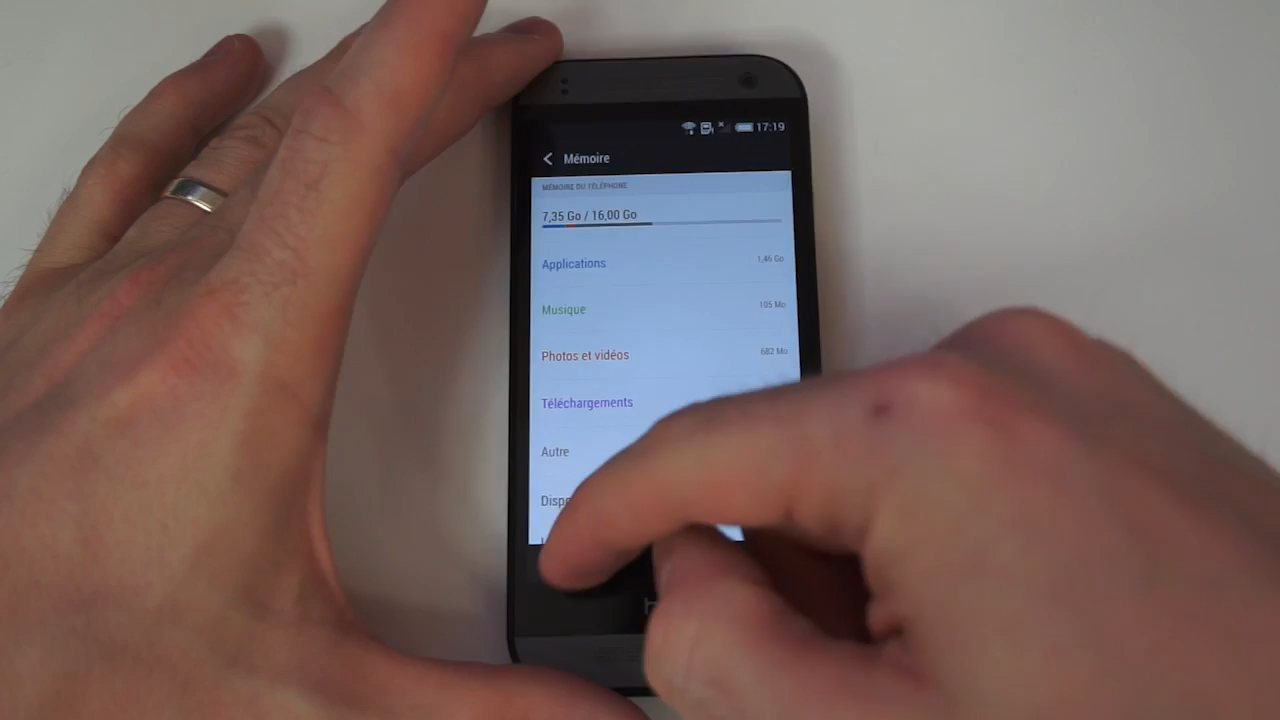 17:19
Mémoire
MÉMOIRE DU TÉLÉPHONE
7,35 Go / 16,00 Go
Applications 1,46 Go
Musique 105 Mo
Photos et vidéos 682 Mo
Téléchargements
Autre